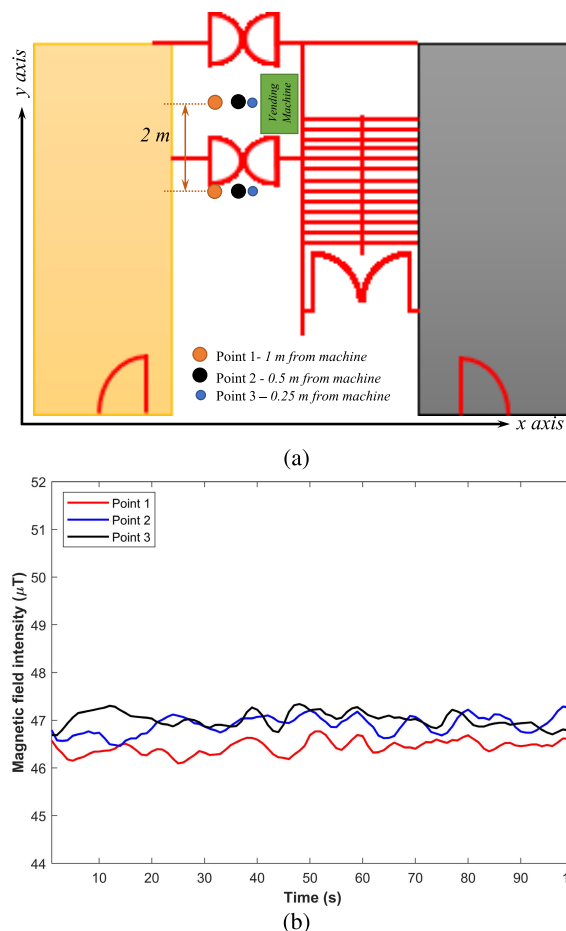 y axis
Vending
Machine
2 m
Point 1- 1 m from machine
Point 2 - 0.5 m from machine
Point 3 – 0.25 m from machine
x axis
(a)
52
51
50
49
48
47
46
45
44
Magnetic field intensity (μT)
Point 1
Point 2
Point 3
10 20 30 40 50 60 70 80 90
Time (s)
(b)